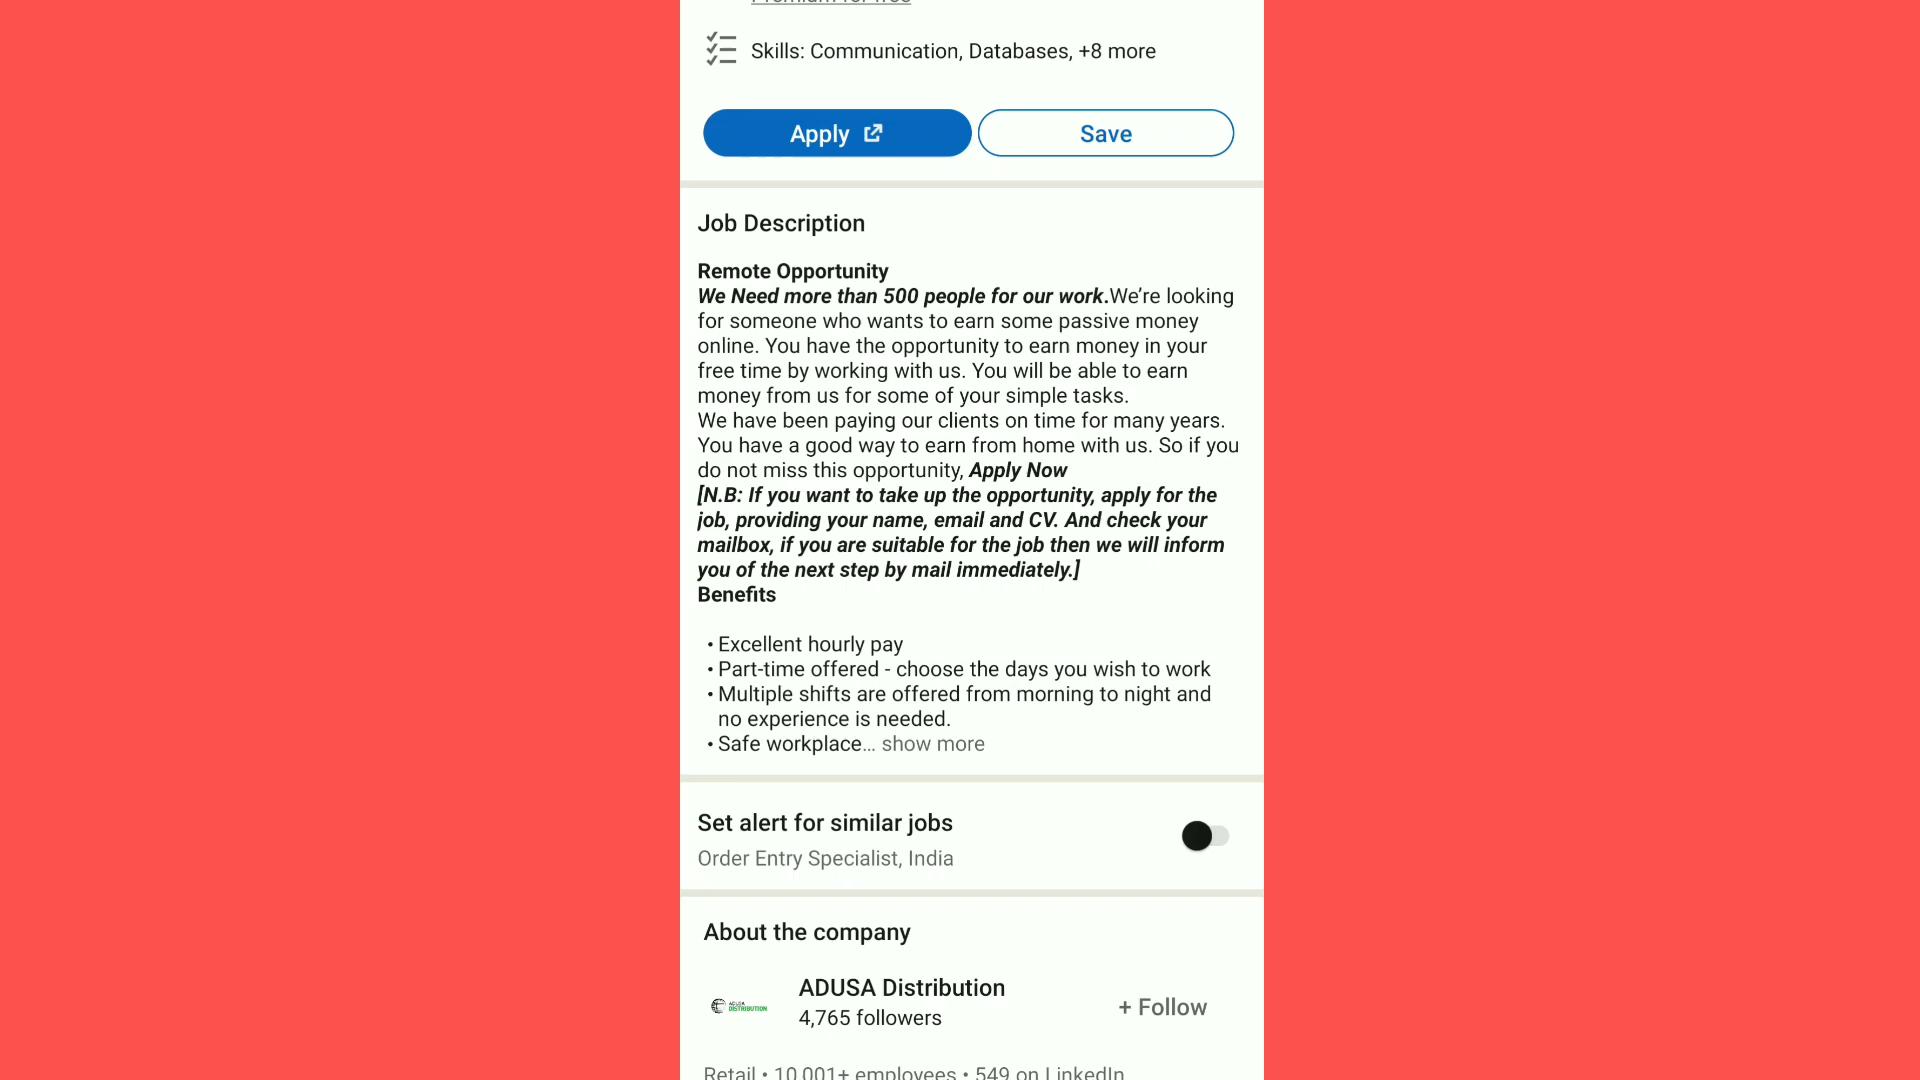 Premium for free
Skills: Communication, Databases, +8 more
Apply
Save
Job Description
Remote Opportunity
We Need more than 500 people for our work.We’re looking
for someone who wants to earn some passive money
online. You have the opportunity to earn money in your
free time by working with us. You will be able to earn
money from us for some of your simple tasks.
We have been paying our clients on time for many years.
You have a good way to earn from home with us. So if you
do not miss this opportunity, Apply Now
[N.B: If you want to take up the opportunity, apply for the
job, providing your name, email and CV. And check your
mailbox, if you are suitable for the job then we will inform
you of the next step by mail immediately.]
Benefits
• Excellent hourly pay
• Part-time offered - choose the days you wish to work
• Multiple shifts are offered from morning to night and
no experience is needed.
• Safe workplace… show more
Set alert for similar jobs
Order Entry Specialist, India
About the company
ADUSA
DISTRIBUTION
ADUSA Distribution
4,765 followers
+ Follow
Retail • 10,001+ employees • 549 on LinkedIn